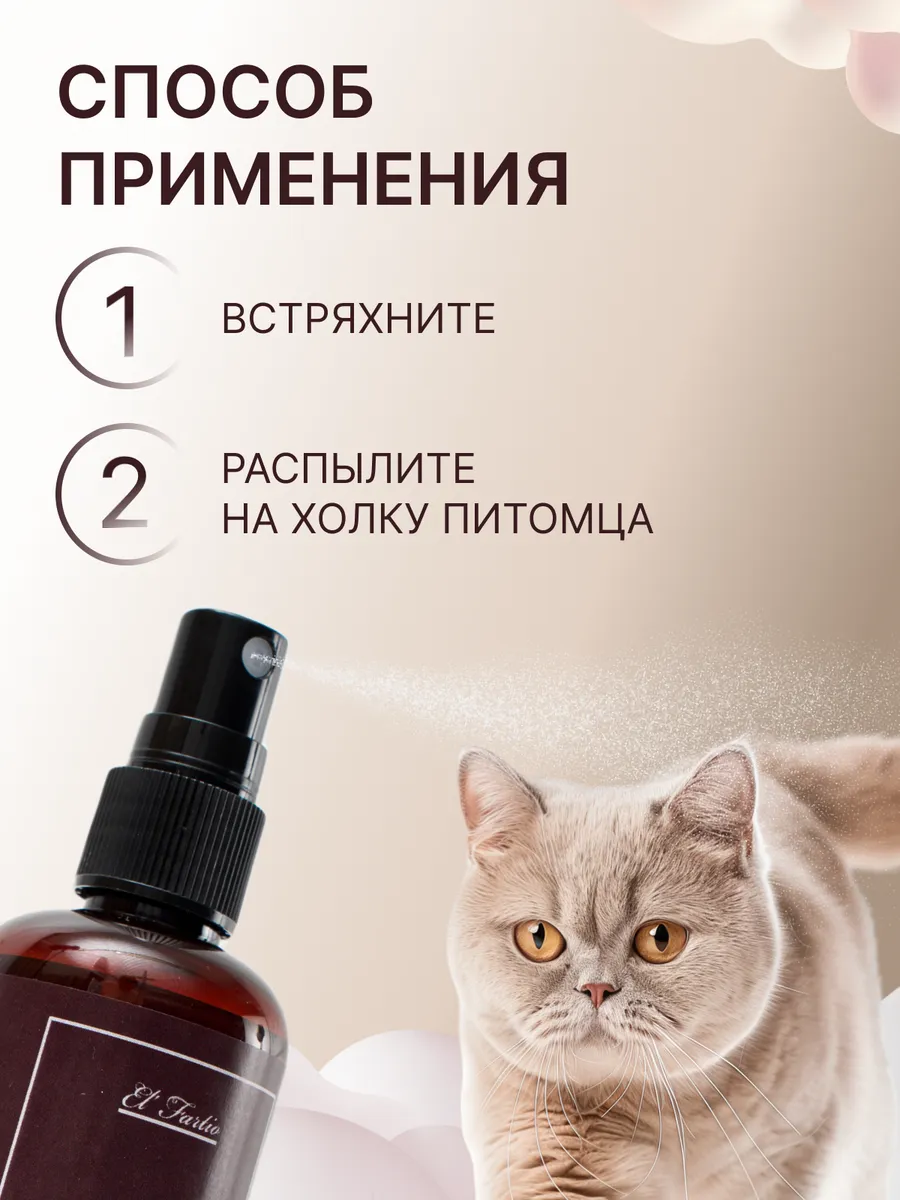 СПОСОБ
ПРИМЕНЕНИЯ
1
ВСТРЯХНИТЕ
2
РАСПЫЛИТЕ
НА ХОЛКУ ПИТОМЦА
El' Farlio